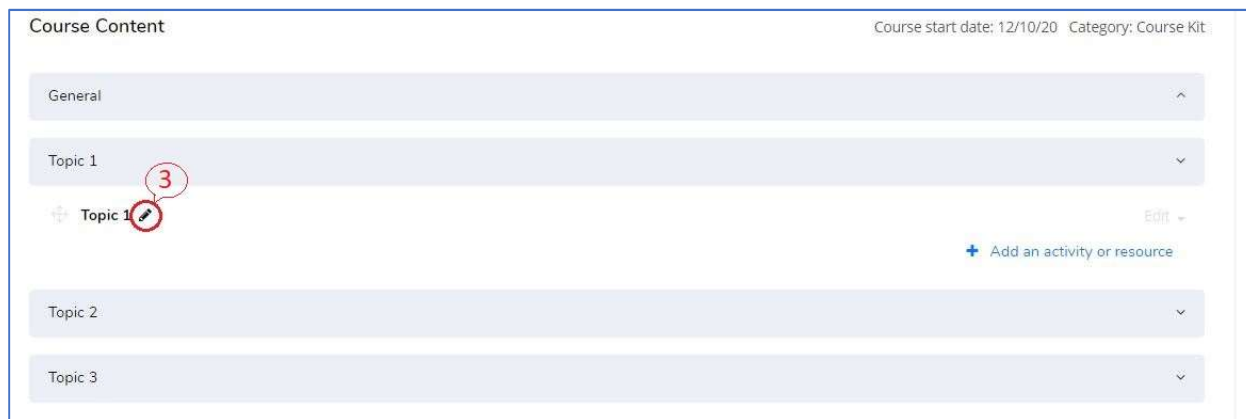 Course Content
Course start date: 12/10/20 Category: Course Kit
General
Topic 1
3
Topic 1
Edit
Add an activity or resource
Topic 2
Topic 3